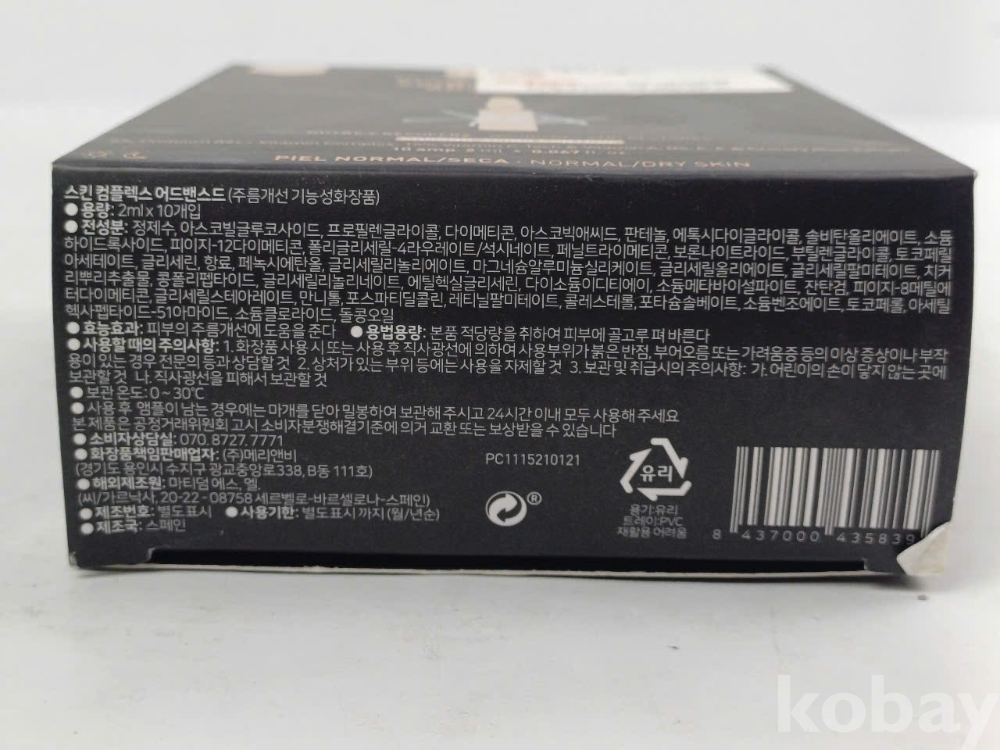 PIEL NORMAL/SECA · NORMAL/DRY SKIN
스킨 컴플렉스 어드밴스드 (주름개선 기능성화장품)
● 용량: 2ml x 10개입
● 전성분: 정제수, 아스코빌글루코사이드, 프로필렌글라이콜, 다이메티콘, 아스코빅애씨드, 판테놀, 에톡시다이글라이콜, 솔비탄올리에이트, 소듐
하이드록사이드, 피이지-12다이메티콘, 폴리글리세릴-4라우레이트/석시네이트, 페닐트라이메티콘, 보론나이트라이드, 부틸렌글라이콜, 토코페릴
아세테이트, 글리세린, 향료, 페녹시에탄올, 글리세릴리놀리에이트, 마그네슘알루미늄실리케이트, 글리세릴올리에이트, 글리세릴팔미테이트, 치커
리뿌리추출물, 콩폴리펩타이드, 글리세릴리놀리네이트, 에틸헥실글리세린, 다이소듐이디티에이, 소듐메타바이설파이트, 잔탄검, 피이지-8메틸에
터다이메티콘, 글리세릴스테아레이트, 만니톨, 포스파티딜콜린, 레티닐팔미테이트, 콜레스테롤, 포타슘솔베이트, 소듐벤조에이트, 토코페롤, 아세틸
헥사펩타이드-51아마이드, 소듐클로라이드, 돌콩오일
● 효능효과: 피부의 주름개선에 도움을 준다 ● 용법용량: 본품 적당량을 취하여 피부에 골고루 펴 바른다
● 사용할 때의 주의사항: 1. 화장품 사용 시 또는 사용 후 직사광선에 의하여 사용부위가 붉은 반점, 부어오름 또는 가려움증 등의 이상 증상이나 부작
용이 있는 경우 전문의 등과 상담할 것 2. 상처가 있는 부위 등에는 사용을 자제할 것 3. 보관 및 취급시의 주의사항: 가. 어린이의 손이 닿지 않는 곳에
보관할 것 나. 직사광선을 피해서 보관할 것
● 보관 온도: 0~30℃
● 사용 후 앰플이 남는 경우에는 마개를 닫아 밀봉하여 보관해 주시고 24시간 이내 모두 사용해 주세요
본 제품은 공정거래위원회 고시 소비자분쟁해결기준에 의거 교환 또는 보상받을 수 있습니다
● 소비자상담실: 070. 8727. 7771
● 화장품책임판매업자: (주)메리앤비
(경기도 용인시 수지구 광교중앙로338, B동 111호)
● 해외제조원: 마티덤 에스, 엘,
(씨/가르낙사, 20-22 - 08758 세르벨로-바르셀로나-스페인)
● 제조번호: 별도표시 ● 사용기한: 별도표시 까지 (월/년순)
● 제조국: 스페인
PC1115210121
®
유리
용기:유리
트레이:PVC
재활용 어려움
8 437000 435839
kobay